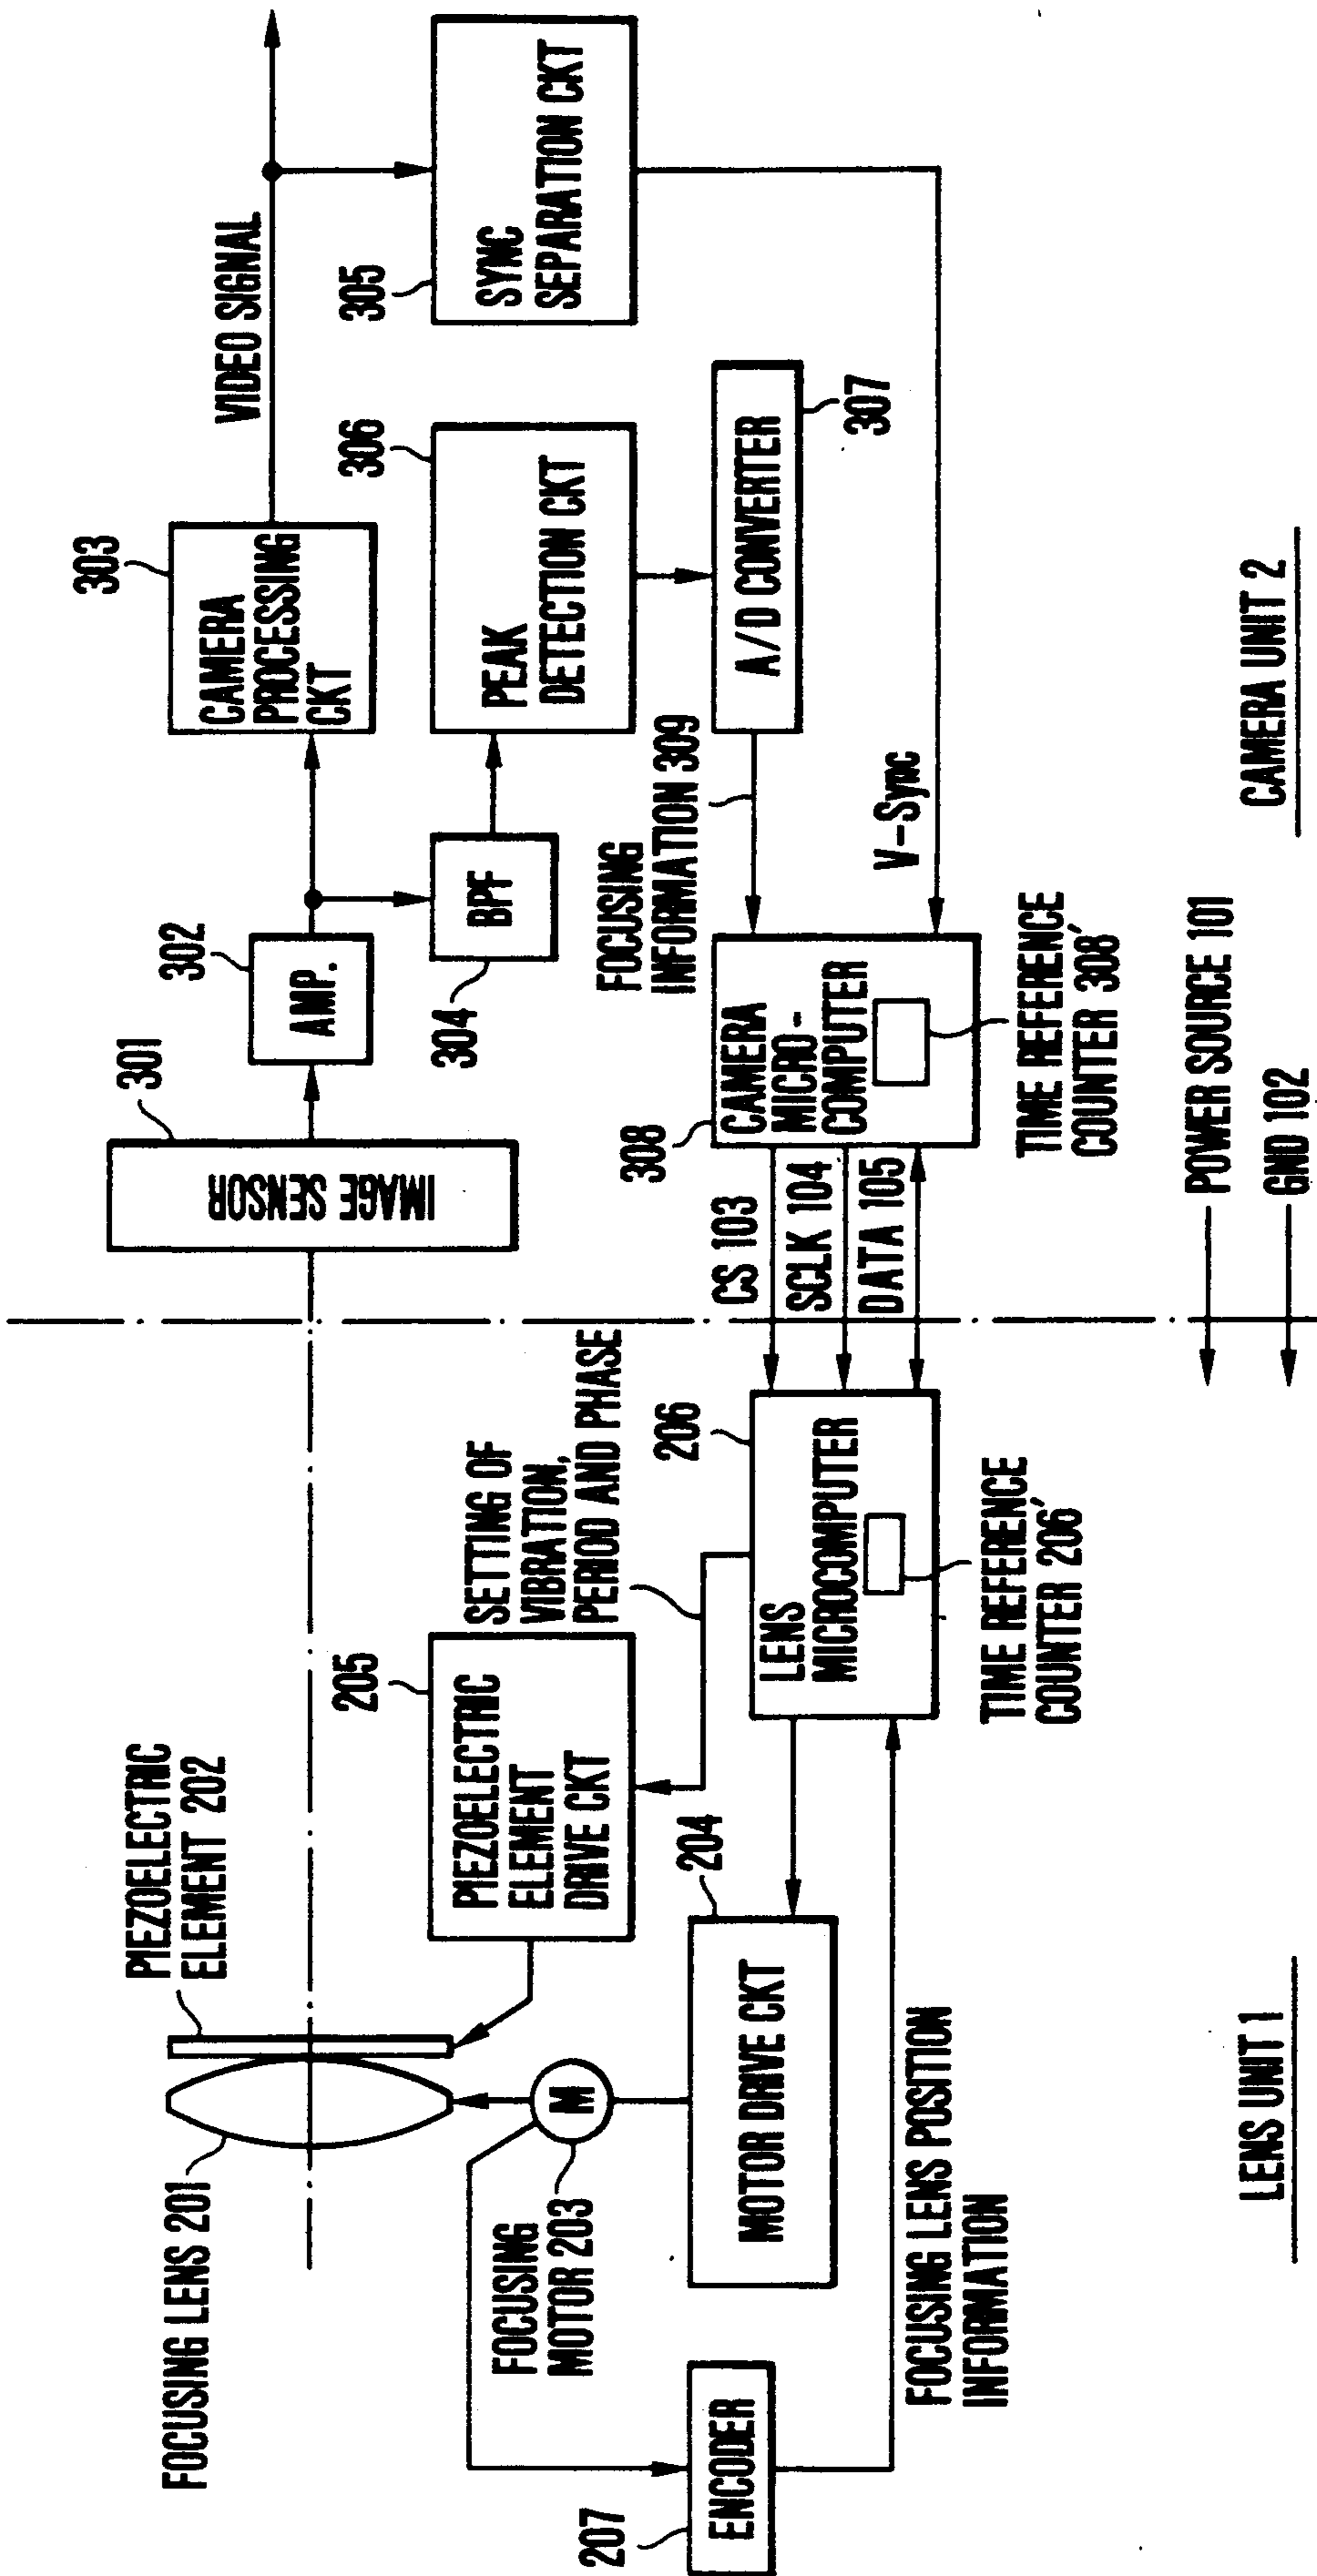 FOCUSING LENS 201
PIEZOELECTRIC
ELEMENT 202
301
IMAGE SENSOR
302
AMP.
303
CAMERA
PROCESSING
CKT
VIDEO SIGNAL
304
BPF
306
PEAK
DETECTION CKT
305
SYNC
SEPARATION CKT
FOCUSING
MOTOR 203
M
205
PIEZOELECTRIC
ELEMENT
DRIVE CKT
SETTING OF
VIBRATION,
PERIOD AND PHASE
207
ENCODER
204
MOTOR DRIVE CKT
206
LENS
MICROCOMPUTER
CS 103
SCLK 104
DATA 105
308
CAMERA
MICRO-
COMPUTER
FOCUSING
INFORMATION 309
A/D CONVERTER
307
V-Sync
FOCUSING LENS POSITION
INFORMATION
TIME REFERENCE
COUNTER 206'
TIME REFERENCE
COUNTER 308'
POWER SOURCE 101
GND 102
LENS UNIT 1
CAMERA UNIT 2